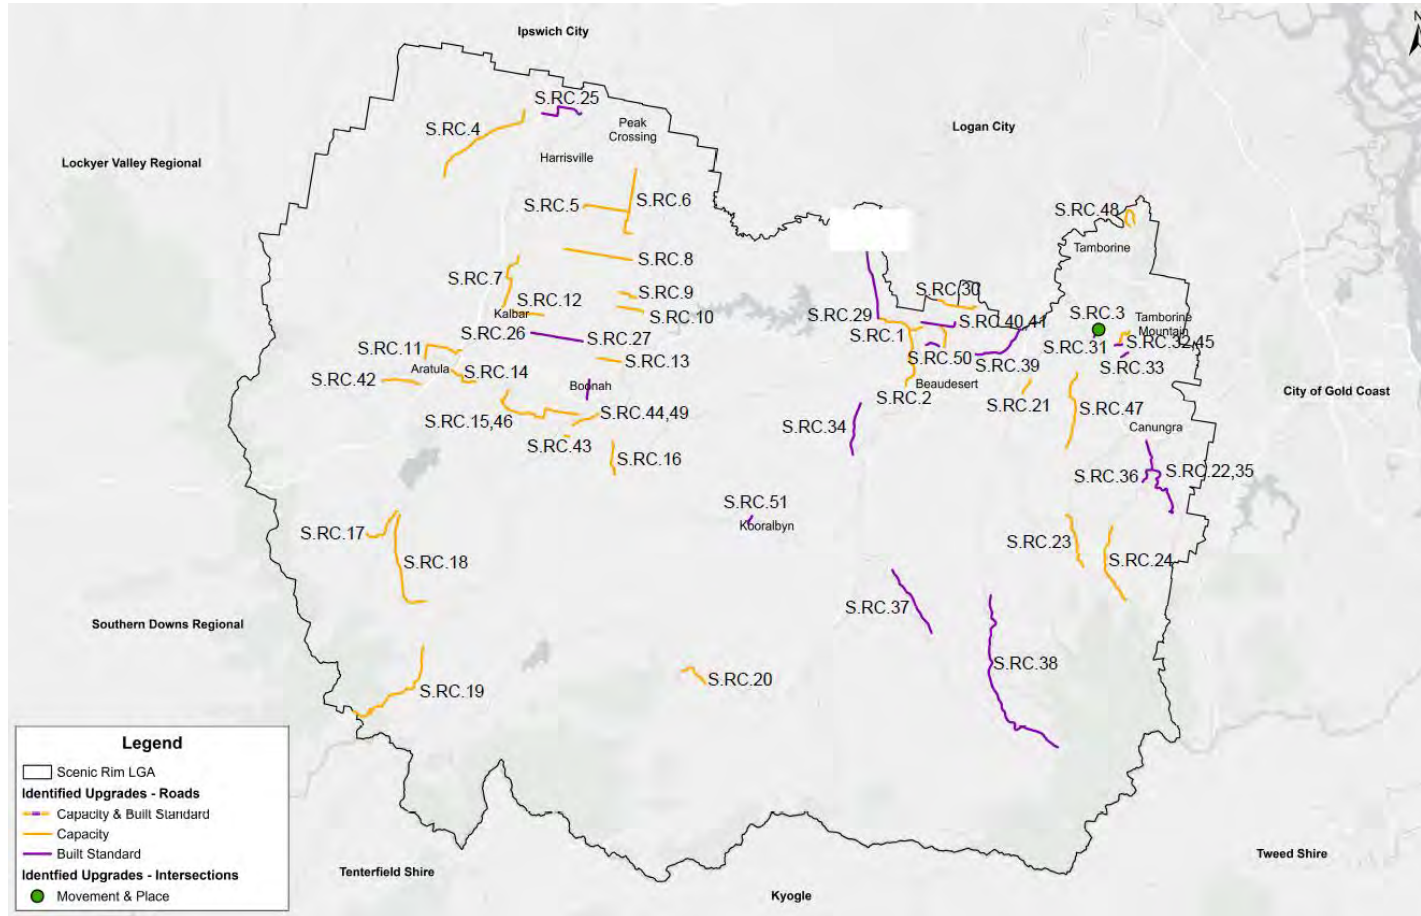 N
Ipswich City
S.RC.25
Peak
Crossing
S.RC.4
Logan City
Lockyer Valley Regional
Harrisville
S.RC.5
S.RC.6
S.RC.48
Tamborine
S.RC.8
S.RC.7
S.RC.9
S.RC.30
S.RC.12
Kalbar
S.RC.10
S.RC.29
S.RC.3
Tamborine
Mountain
S.RC.40,41
S.RC.26
S.RC.27
S.RC.1
S.RC.31
S.RC.32,45
S.RC.11
S.RC.13
S.RC.50
S.RC.39
S.RC.33
Aratula
S.RC.14
S.RC.42
Boonah
Beaudesert
S.RC.2
S.RC.21
City of Gold Coast
S.RC.15,46
S.RC.44,49
S.RC.47
S.RC.34
Canungra
S.RC.43
S.RC.16
S.RC.36
S.RC.22,35
S.RC.51
Kooralbyn
S.RC.17
S.RC.23
S.RC.18
S.RC.24
S.RC.37
Southern Downs Regional
S.RC.38
S.RC.20
S.RC.19
Legend
Scenic Rim LGA
Identified Upgrades - Roads
Capacity & Built Standard
Capacity
Built Standard
Identfied Upgrades - Intersections
Movement & Place
Tenterfield Shire
Kyogle
Tweed Shire